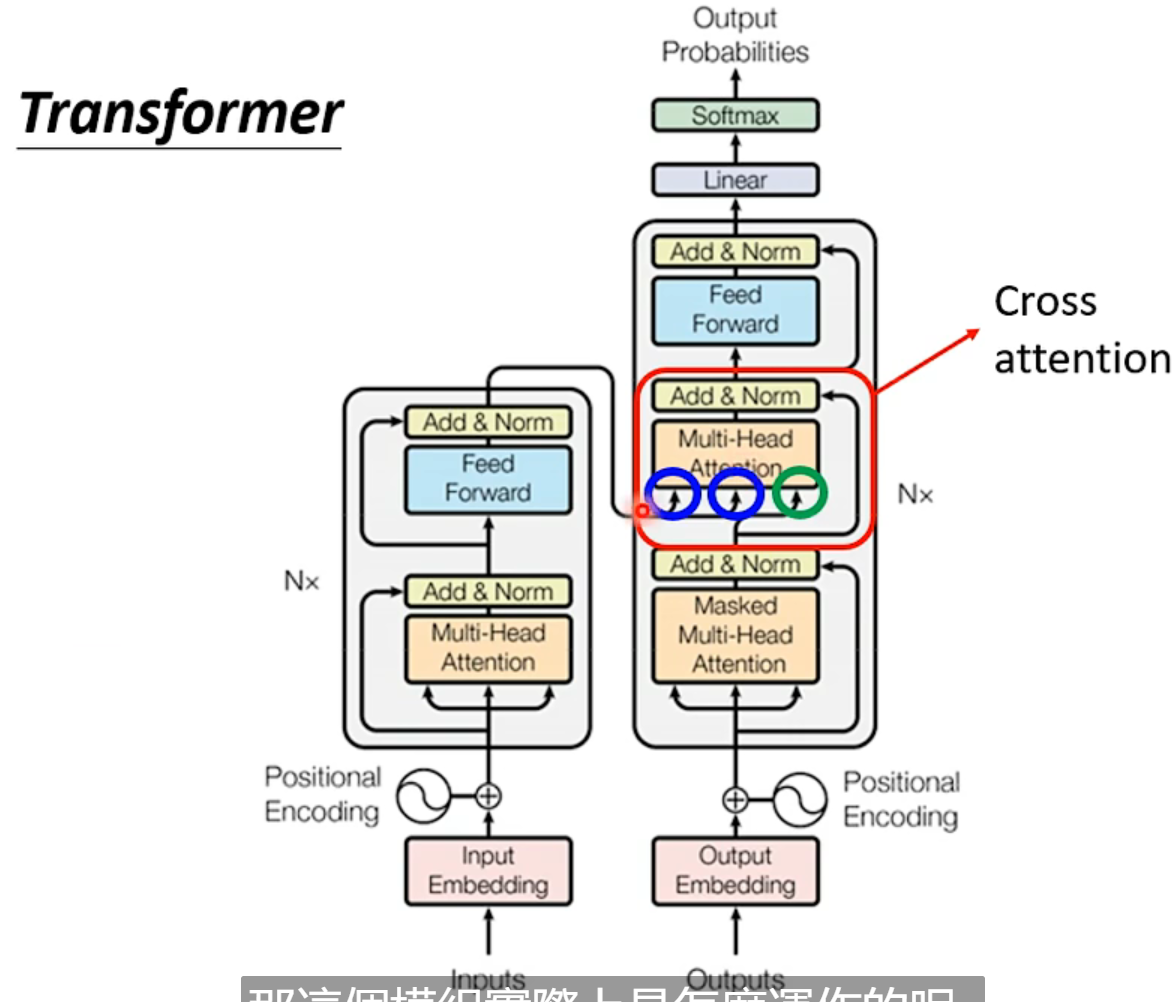 Transformer
Output
Probabilities
Softmax
Linear
Add & Norm
Feed
Forward
Cross
attention
Add & Norm
Multi-Head
Attention
Nx
Add & Norm
Masked
Multi-Head
Attention
Add & Norm
Feed
Forward
Nx
Add & Norm
Multi-Head
Attention
Positional
Encoding
Positional
Encoding
Input
Embedding
Output
Embedding
Inputs
Outputs
那這個模組實際上是怎麼運作的呢